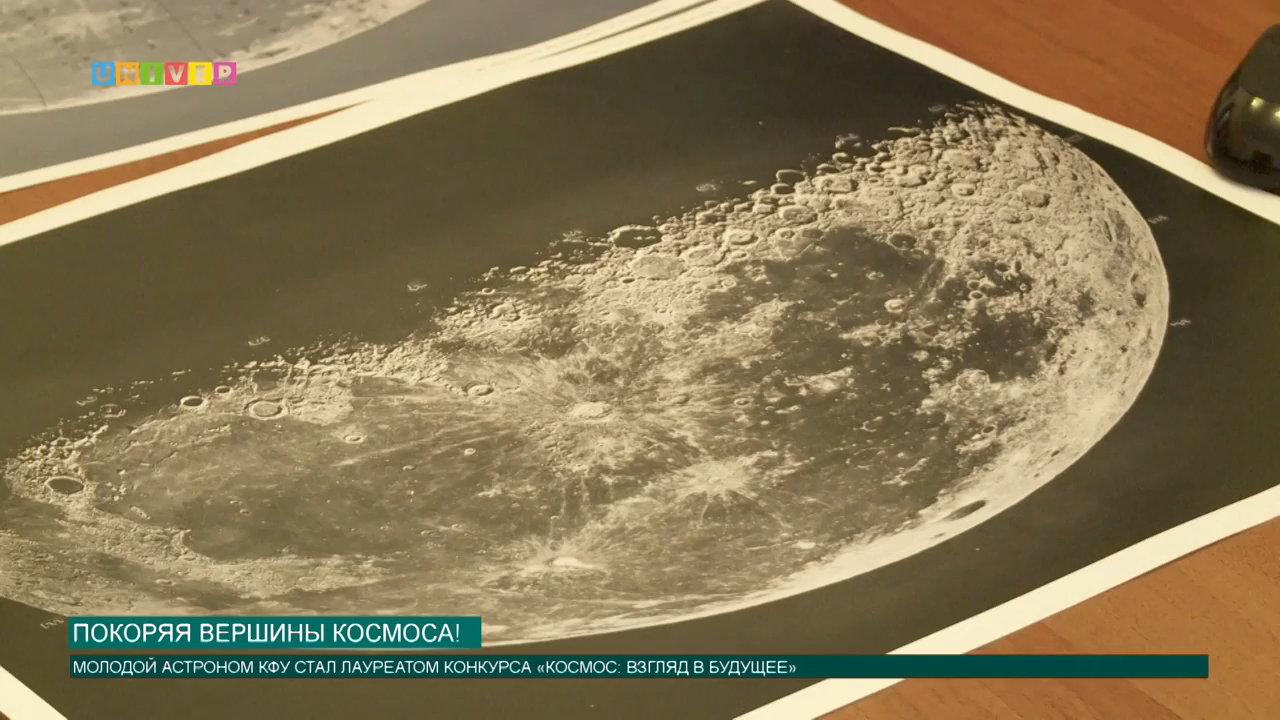 UNIVER
ПОКОРЯЯ ВЕРШИНЫ КОСМОСА!
МОЛОДОЙ АСТРОНОМ КФУ СТАЛ ЛАУРЕАТОМ КОНКУРСА «КОСМОС: ВЗГЛЯД В БУДУЩЕЕ»